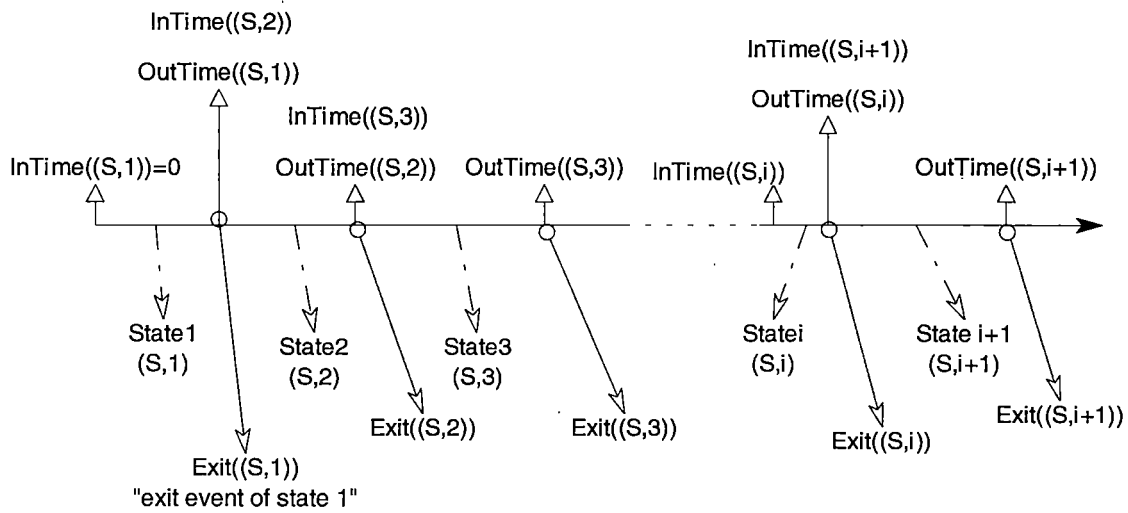 InTime((S,2))
OutTime((S,1))
InTime((S,i+1))
OutTime((S,i))
InTime((S,3))
InTime((S,1))=0
OutTime((S,2))
OutTime((S,3))
InTime((S,i))
OutTime((S,i+1))
State1
(S,1)
State2
(S,2)
State3
(S,3)
Statei
(S,i)
State i+1
(S,i+1)
Exit((S,1))
"exit event of state 1"
Exit((S,2))
Exit((S,3))
Exit((S,i))
Exit((S,i+1))